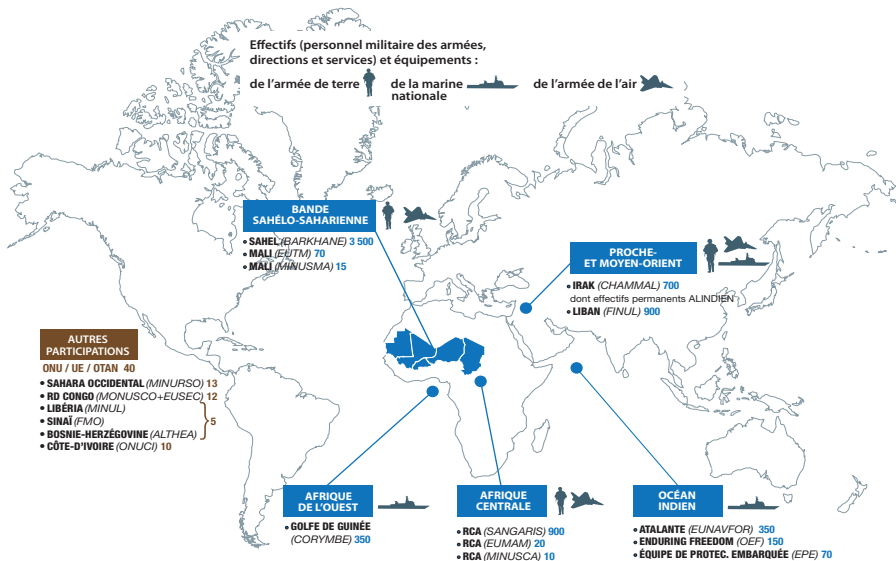 Effectifs (personnel militaire des armées,
directions et services) et équipements :
de l'armée de terre
de la marine
nationale
de l'armée de l'air
BANDE
SAHÉLO-SAHARIENNE
• SAHEL (BARKHANE) 3 500
• MALI (EUTM) 70
• MALI (MINUSMA) 15
PROCHE-
ET MOYEN-ORIENT
• IRAK (CHAMMAL) 700
dont effectifs permanents ALINDIEN
• LIBAN (FINUL) 900
AUTRES
PARTICIPATIONS
ONU / UE / OTAN 40
• SAHARA OCCIDENTAL (MINURSO) 13
• RD CONGO (MONUSCO+EUSEC) 12
• LIBÉRIA (MINUL)
• SINAÏ (FMO)
• BOSNIE-HERZÉGOVINE (ALTHEA)
5
• CÔTE-D'IVOIRE (ONUCI) 10
AFRIQUE
DE L'OUEST
• GOLFE DE GUINÉE
(CORYMBE) 350
AFRIQUE
CENTRALE
• RCA (SANGARIS) 900
• RCA (EUMAM) 20
• RCA (MINUSCA) 10
OCÉAN
INDIEN
• ATALANTE (EUNAVFOR) 350
• ENDURING FREEDOM (OEF) 150
• ÉQUIPE DE PROTEC. EMBARQUÉE (EPE) 70